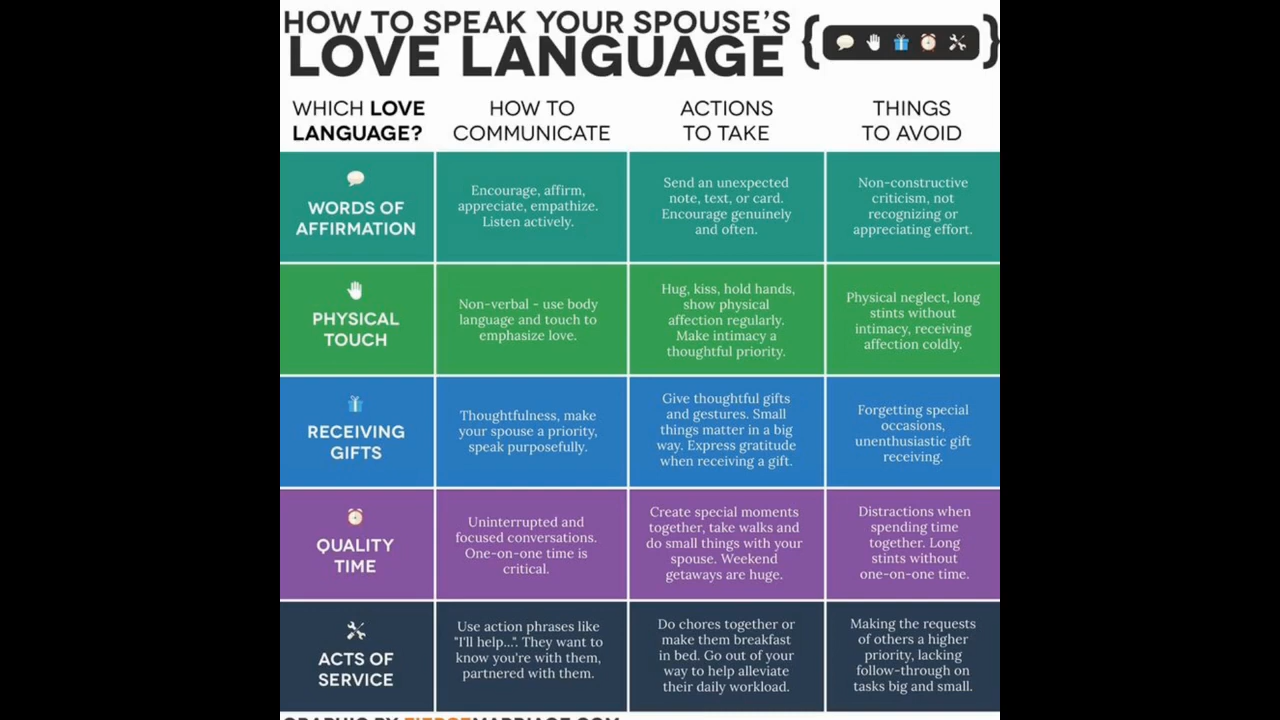 HOW TO SPEAK YOUR SPOUSE'S
LOVE LANGUAGE
WHICH LOVE
LANGUAGE?
HOW TO
COMMUNICATE
ACTIONS
TO TAKE
THINGS
TO AVOID
WORDS OF
AFFIRMATION
Encourage, affirm,
appreciate, empathize.
Listen actively.
Send an unexpected
note, text, or card.
Encourage genuinely
and often.
Non-constructive
criticism, not
recognizing or
appreciating effort.
PHYSICAL
TOUCH
Non-verbal - use body
language and touch to
emphasize love.
Hug, kiss, hold hands,
show physical
affection regularly.
Make intimacy a
thoughtful priority.
Physical neglect, long
stints without
intimacy, receiving
affection coldly.
RECEIVING
GIFTS
Thoughtfulness, make
your spouse a priority,
speak purposefully.
Give thoughtful gifts
and gestures. Small
things matter in a big
way. Express gratitude
when receiving a gift.
Forgetting special
occasions,
unenthusiastic gift
receiving.
QUALITY
TIME
Uninterrupted and
focused conversations.
One-on-one time is
critical.
Create special moments
together, take walks and
do small things with your
spouse. Weekend
getaways are huge.
Distractions when
spending time
together. Long
stints without
one-on-one time.
ACTS OF
SERVICE
Use action phrases like
"I'll help...". They want to
know you're with them,
partnered with them.
Do chores together or
make them breakfast
in bed. Go out of your
way to help alleviate
their daily workload.
Making the requests
of others a higher
priority, lacking
follow-through on
tasks big and small.
GRAPHIC BY FIERCEMARRIAGE.COM